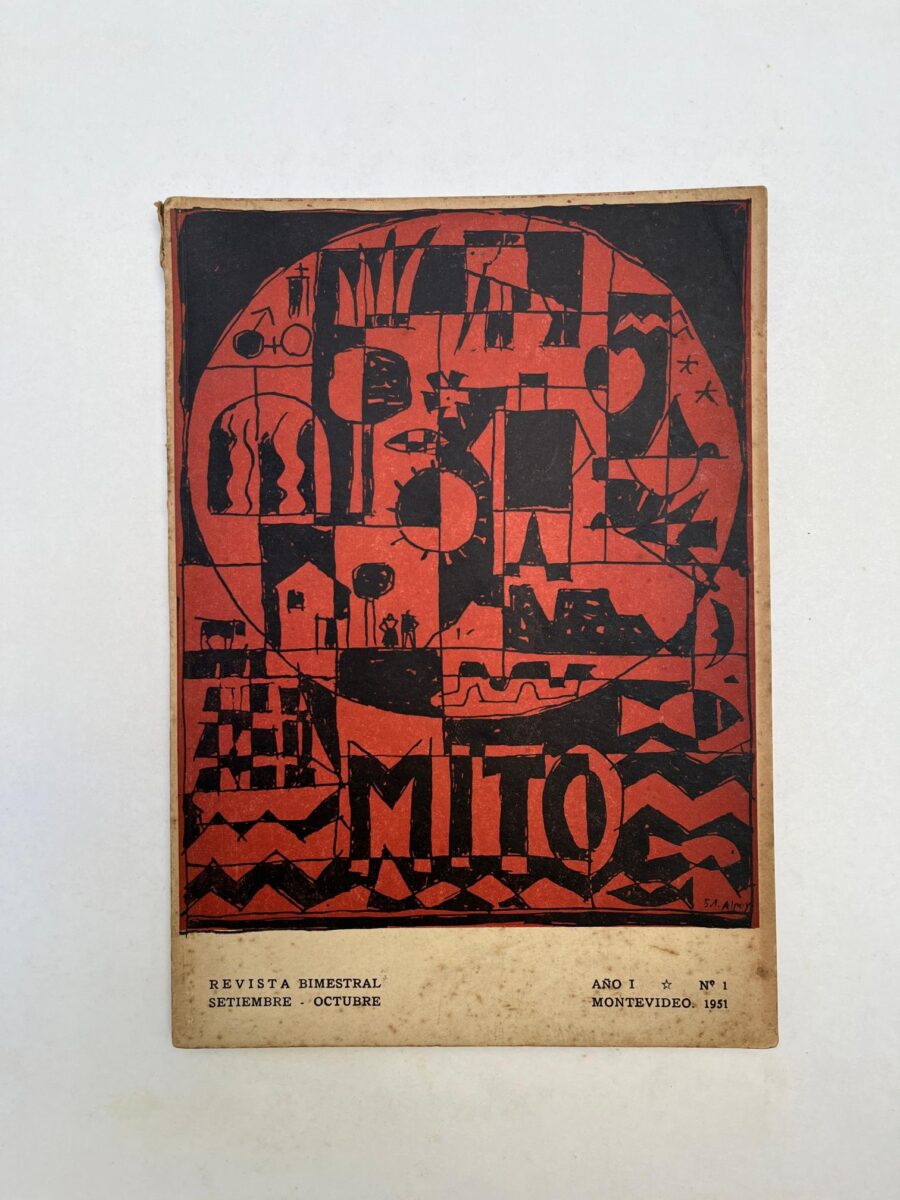 MITO
REVISTA BIMESTRAL
SETIEMBRE - OCTUBRE
AÑO I ☆ Nº 1
MONTEVIDEO. 1951